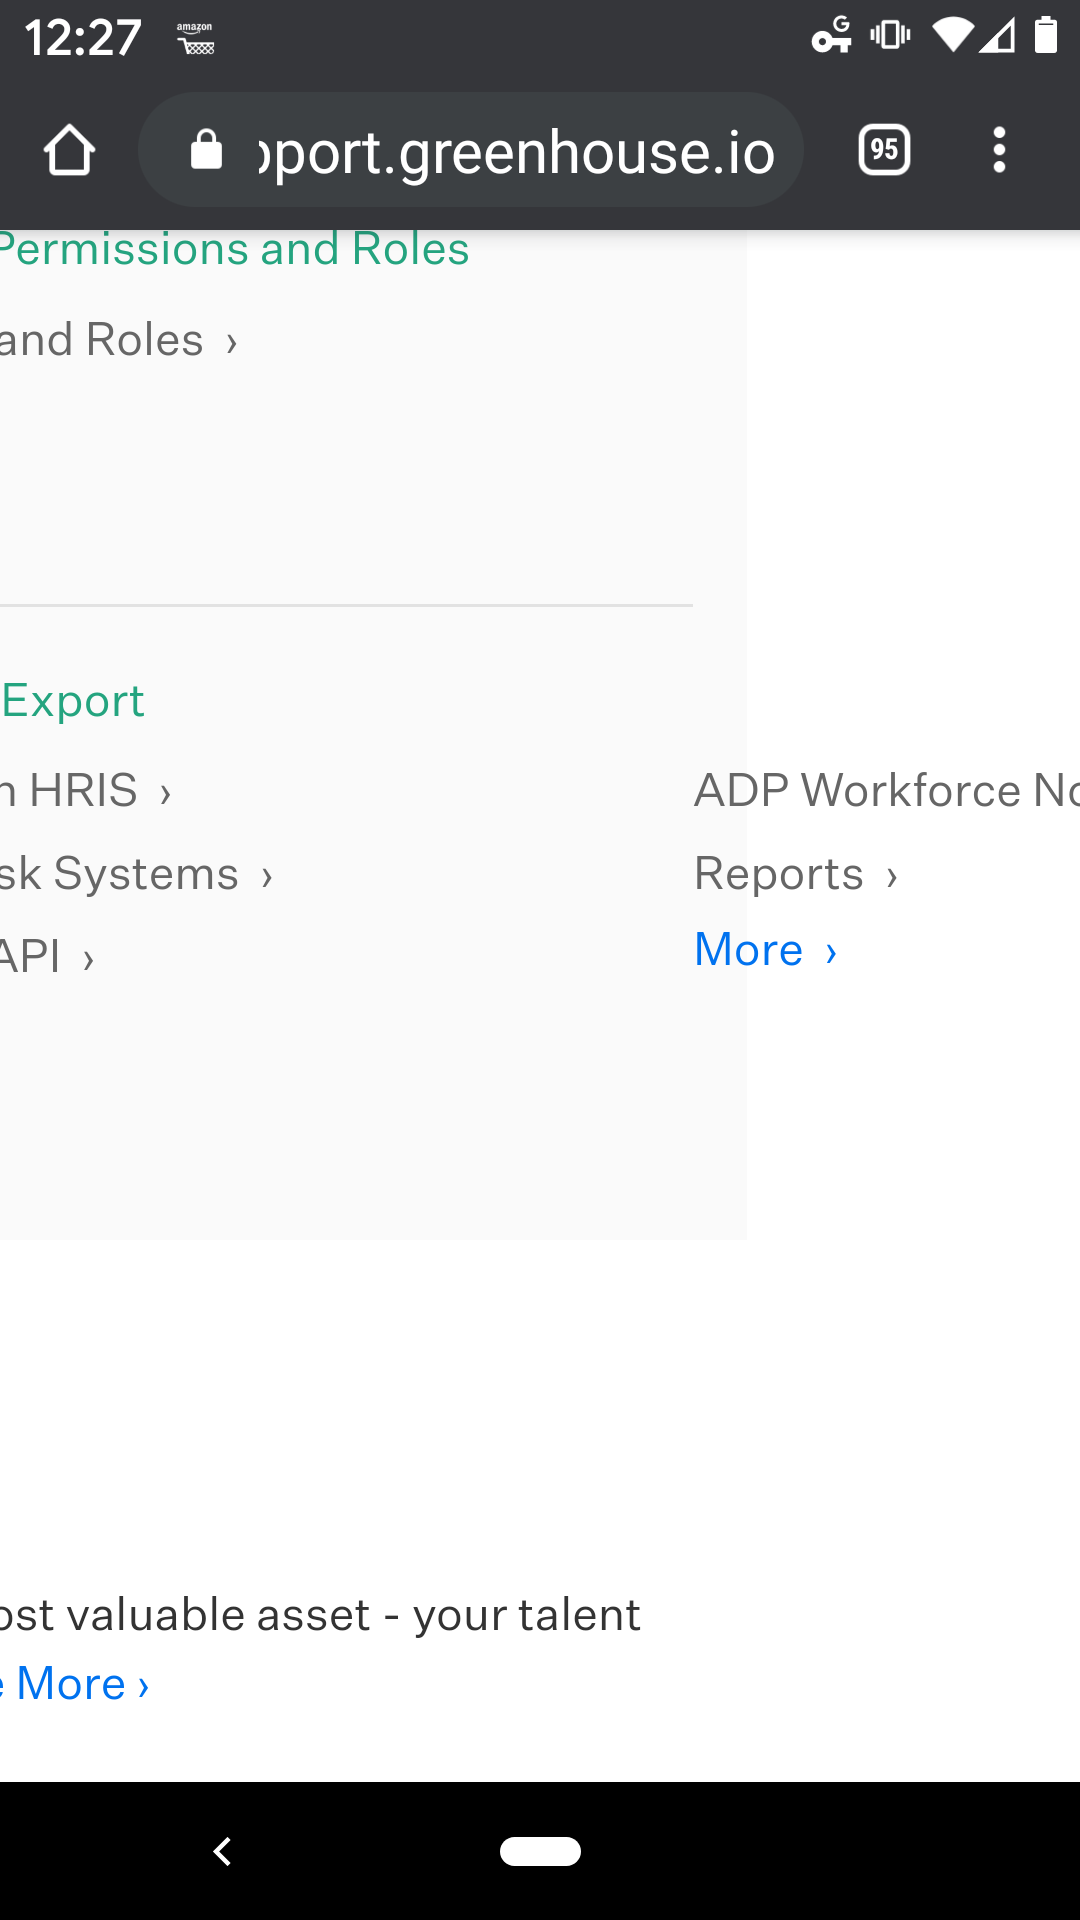 12:27
amazon
G
pport.greenhouse.io
95
Permissions and Roles
and Roles ›
Export
n HRIS ›
ADP Workforce No
sk Systems ›
Reports ›
API ›
More ›
ost valuable asset - your talent
e More ›